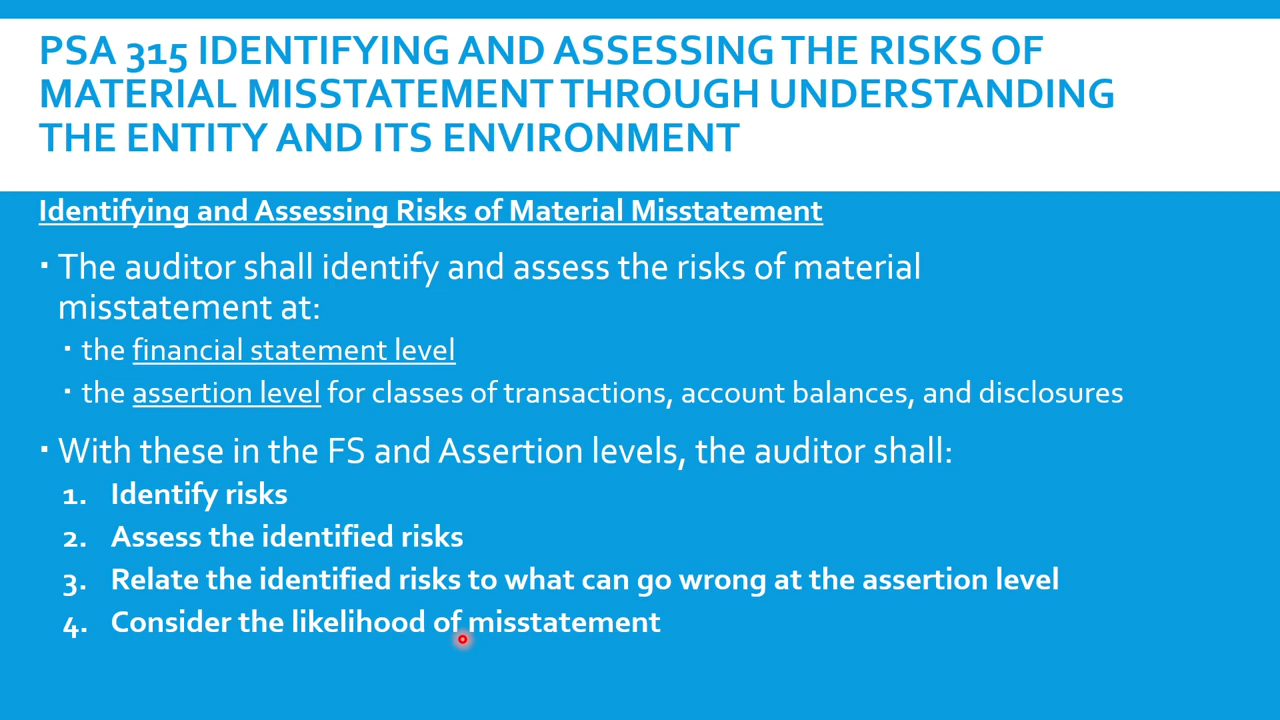 PSA 315 IDENTIFYING AND ASSESSING THE RISKS OF
MATERIAL MISSTATEMENT THROUGH UNDERSTANDING
THE ENTITY AND ITS ENVIRONMENT
Identifying and Assessing Risks of Material Misstatement
▪ The auditor shall identify and assess the risks of material
misstatement at:
▪ the financial statement level
▪ the assertion level for classes of transactions, account balances, and disclosures
▪ With these in the FS and Assertion levels, the auditor shall:
1. Identify risks
2. Assess the identified risks
3. Relate the identified risks to what can go wrong at the assertion level
4. Consider the likelihood of misstatement